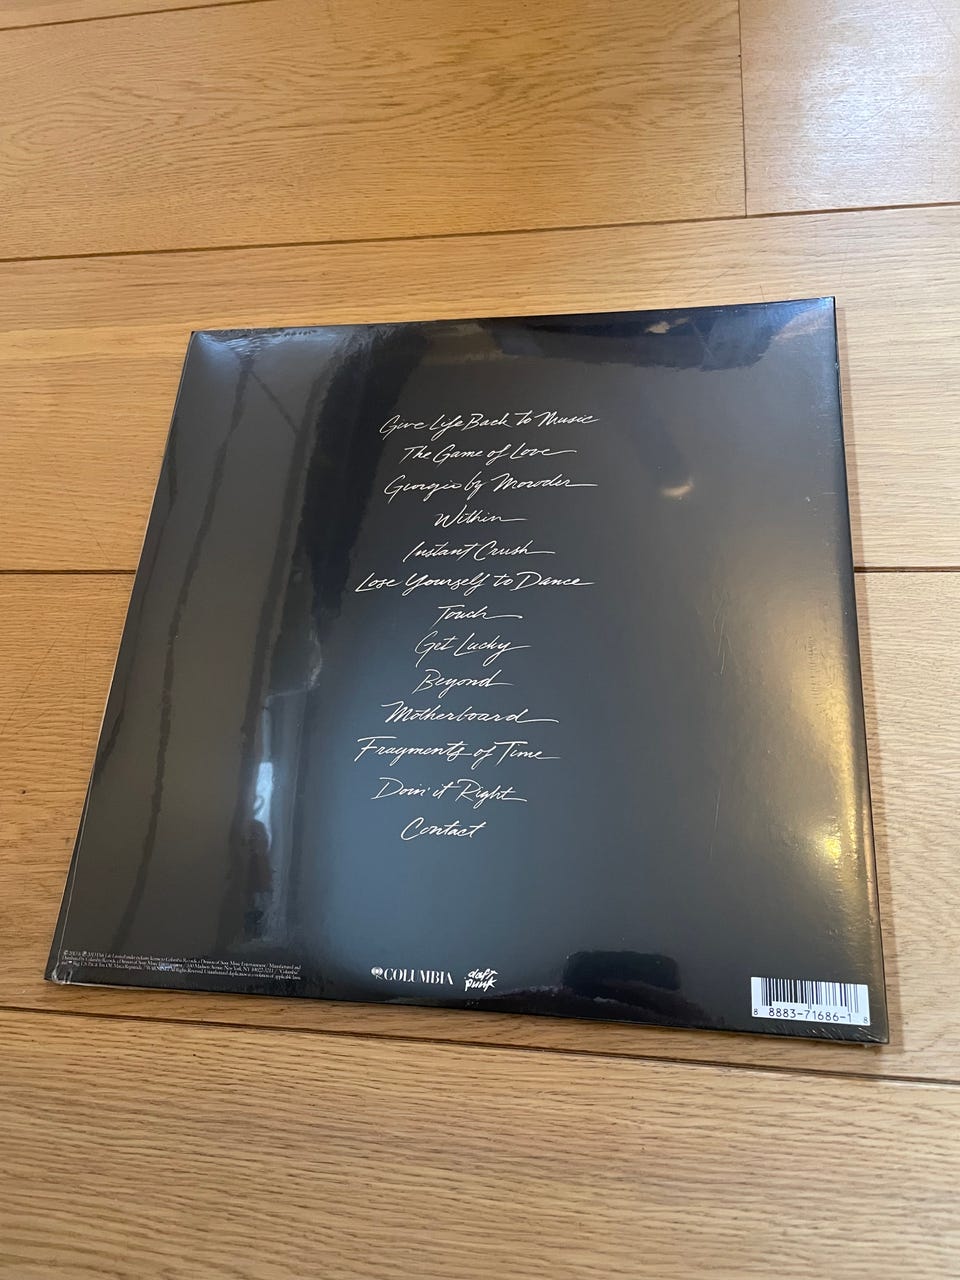 Give Life Back to Music
The Game of Love
Giorgio by Moroder
Within
Instant Crush
Lose Yourself to Dance
Touch
Get Lucky
Beyond
Motherboard
Fragments of Time
Doin' it Right
Contact
COLUMBIA
daft punk
8 8883-71686-1 8